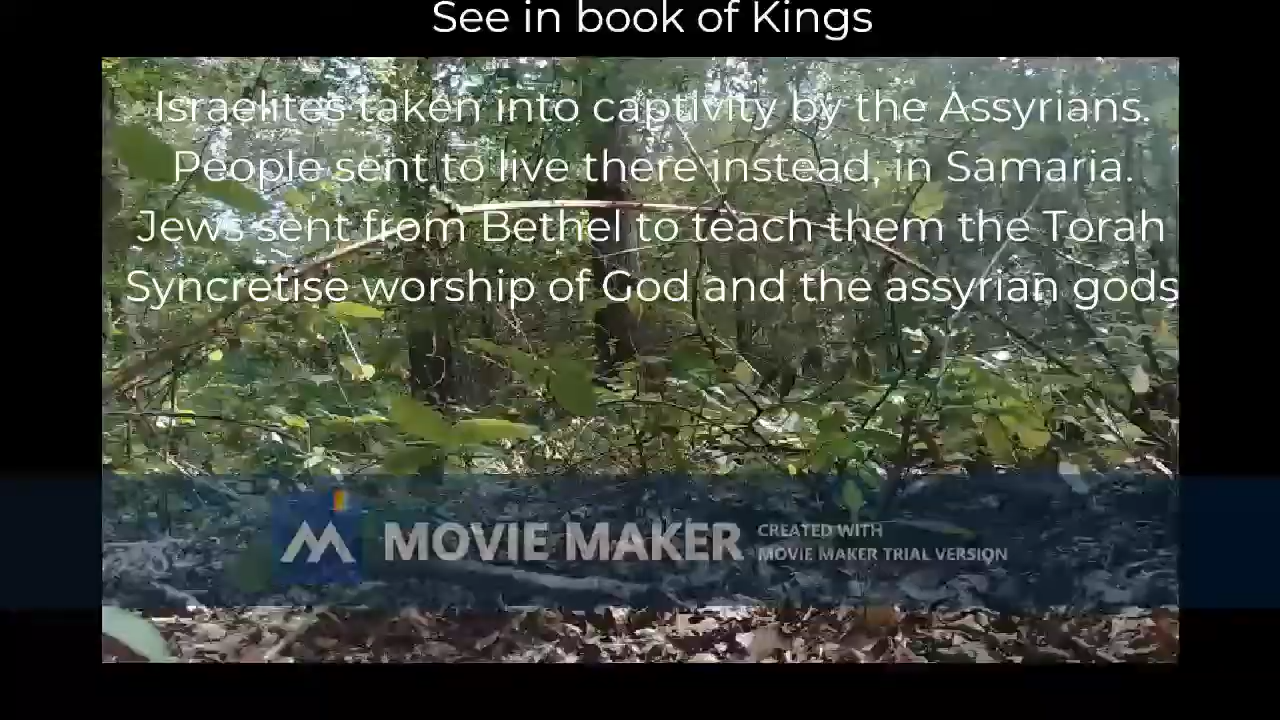 See in book of Kings
Israelites taken into captivity by the Assyrians.
People sent to live there instead, in Samaria.
Jews sent from Bethel to teach them the Torah
Syncretise worship of God and the assyrian gods
MOVIE MAKER
CREATED WITH
MOVIE MAKER TRIAL VERSION